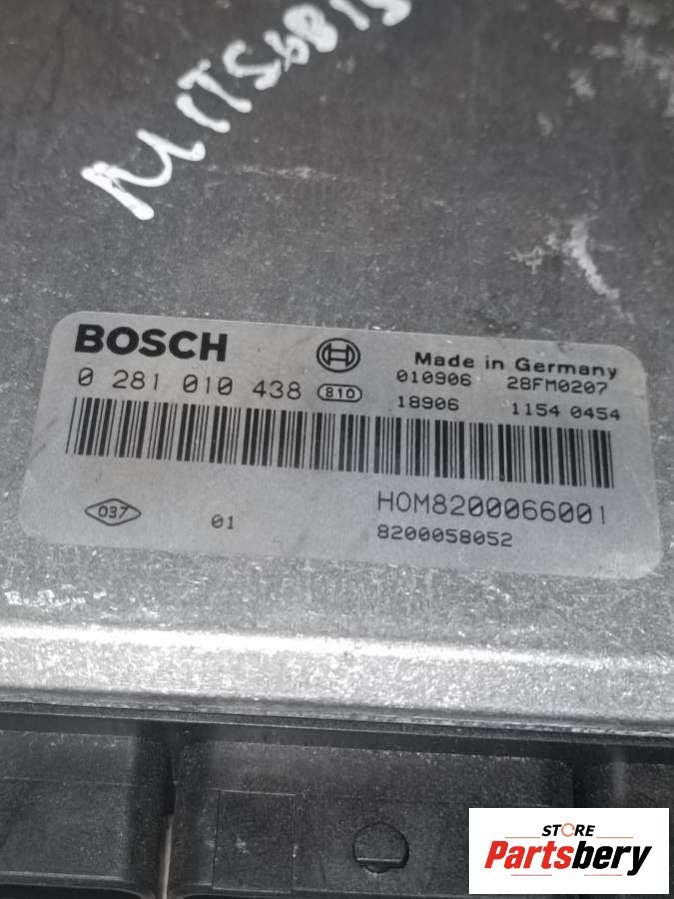 MITSUBIS
BOSCH
Made in Germany
0 281 010 438 810
010906 28FM0207
18906 1154 0454
037
01
HOM8200066001
8200058052
STORE
Partsbery